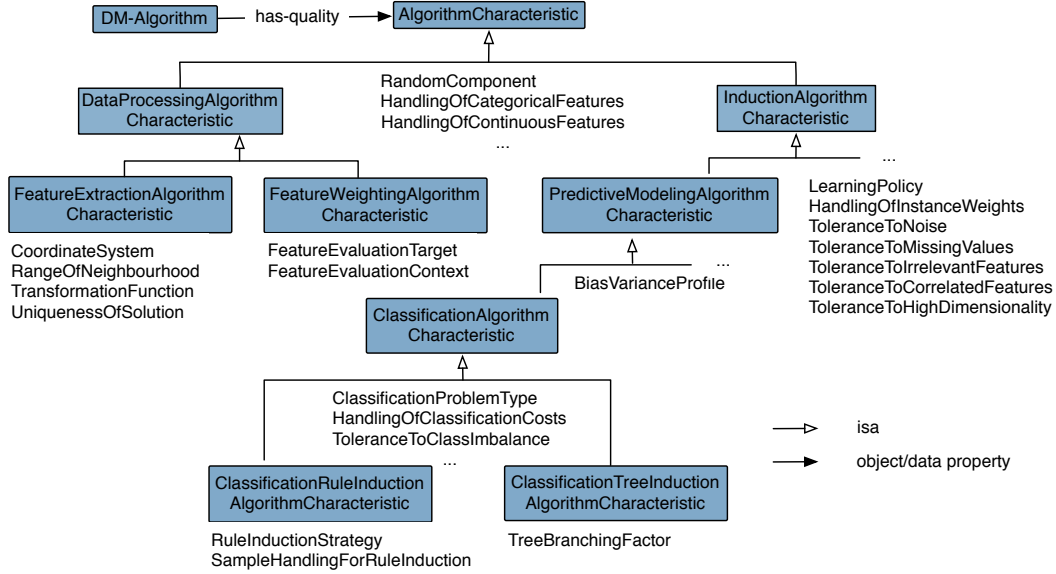 DM-Algorithm
has-quality
AlgorithmCharacteristic
RandomComponent
HandlingOfCategoricalFeatures
HandlingOfContinuousFeatures
...
DataProcessingAlgorithm
Characteristic
InductionAlgorithm
Characteristic
...
FeatureExtractionAlgorithm
Characteristic
FeatureWeightingAlgorithm
Characteristic
PredictiveModelingAlgorithm
Characteristic
LearningPolicy
HandlingOfInstanceWeights
ToleranceToNoise
ToleranceToMissingValues
ToleranceToIrrelevantFeatures
ToleranceToCorrelatedFeatures
ToleranceToHighDimensionality
CoordinateSystem
RangeOfNeighbourhood
TransformationFunction
UniquenessOfSolution
FeatureEvaluationTarget
FeatureEvaluationContext
...
BiasVarianceProfile
ClassificationAlgorithm
Characteristic
ClassificationProblemType
HandlingOfClassificationCosts
ToleranceToClassImbalance
...
isa
object/data property
ClassificationRuleInduction
AlgorithmCharacteristic
ClassificationTreeInduction
AlgorithmCharacteristic
RuleInductionStrategy
SampleHandlingForRuleInduction
TreeBranchingFactor